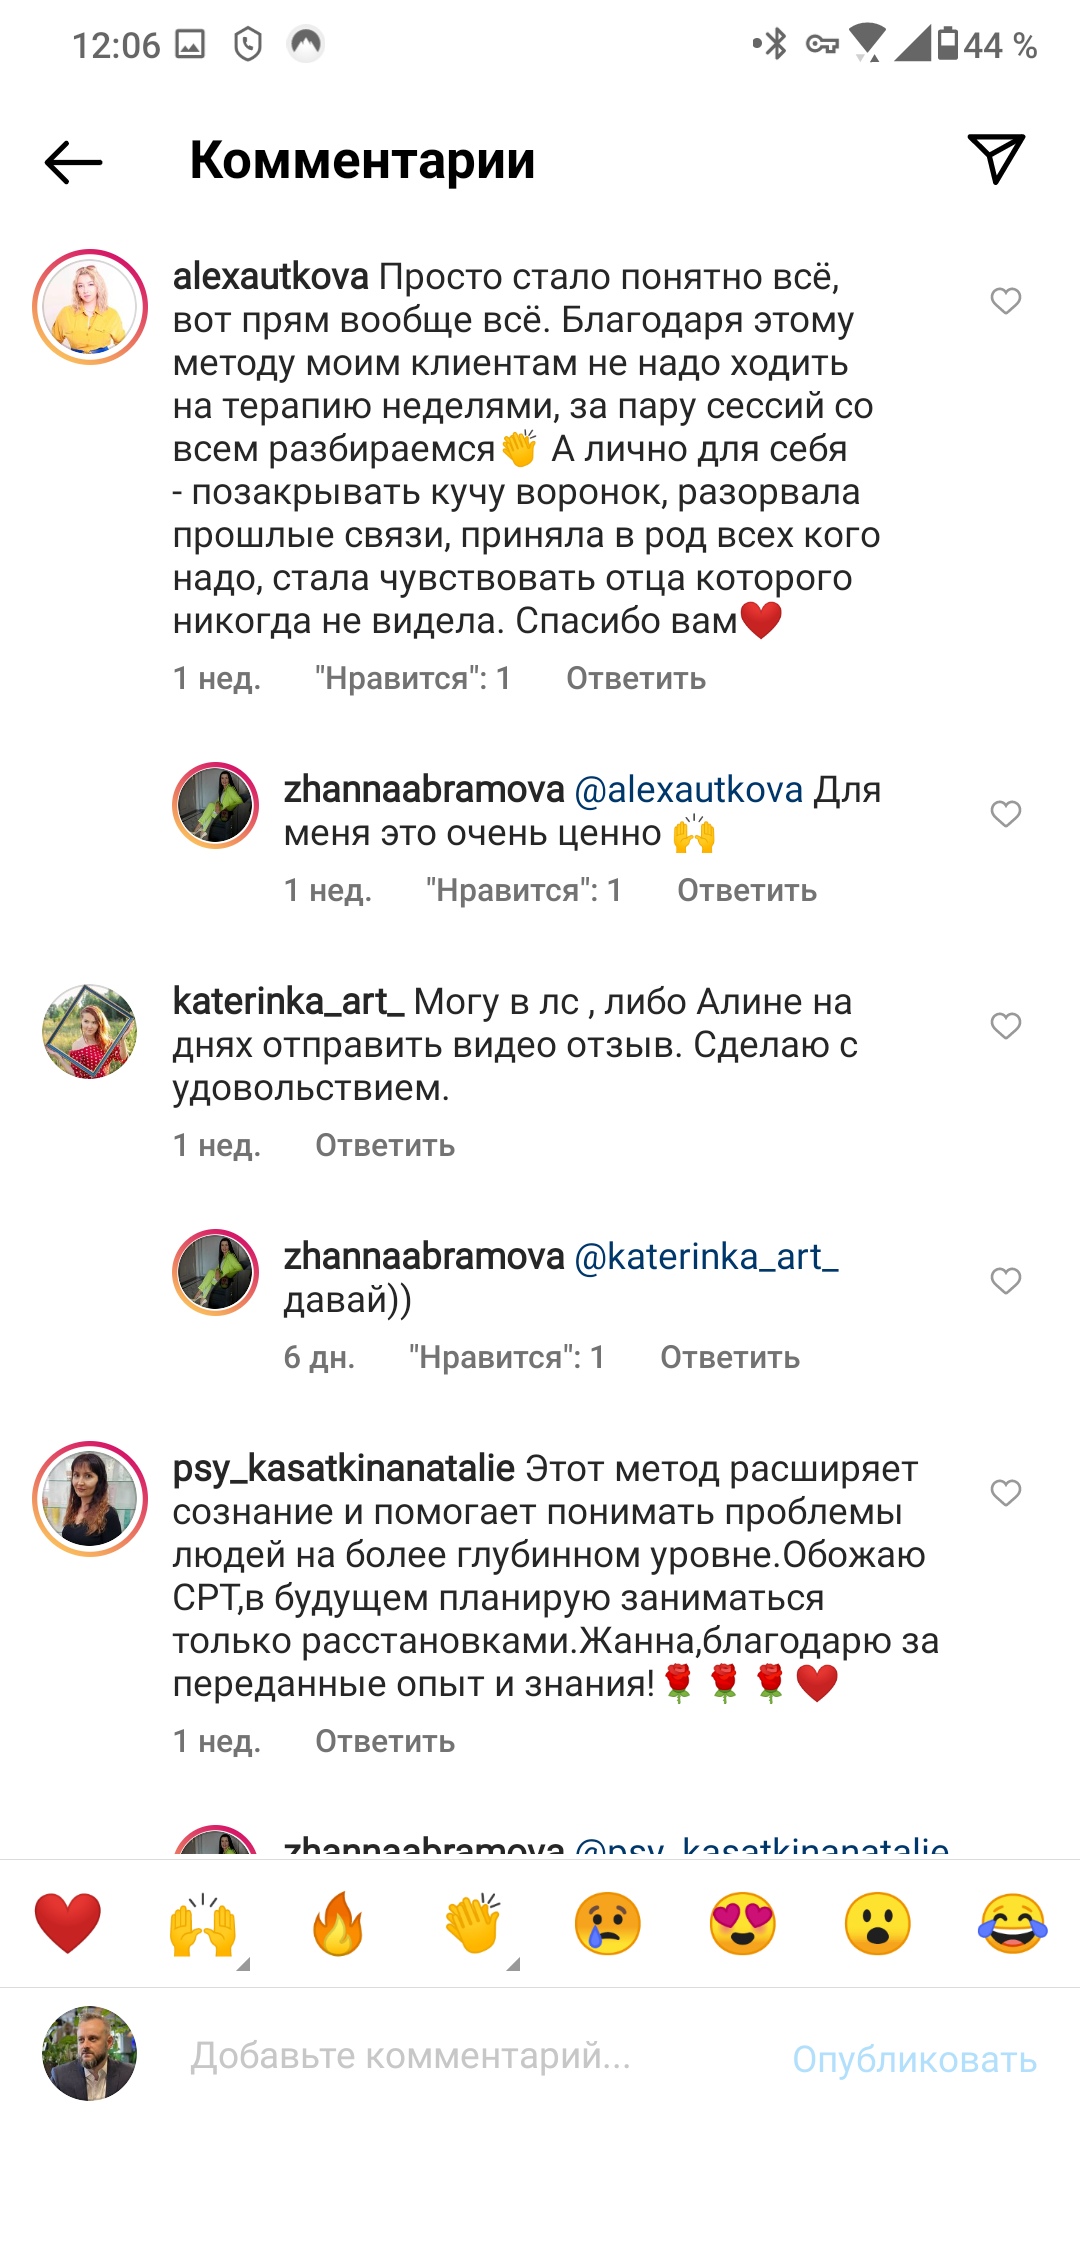 12:06
44 %
Комментарии
alexautkova Просто стало понятно всё,
вот прям вообще всё. Благодаря этому
методу моим клиентам не надо ходить
на терапию неделями, за пару сессий со
всем разбираемся👏 А лично для себя
- позакрывать кучу воронок, разорвала
прошлые связи, приняла в род всех кого
надо, стала чувствовать отца которого
никогда не видела. Спасибо вам❤️
1 нед. "Нравится": 1 Ответить
zhannaabramova @alexautkova Для
меня это очень ценно 🙌
1 нед. "Нравится": 1 Ответить
katerinka_art_ Могу в лс , либо Алине на
днях отправить видео отзыв. Сделаю с
удовольствием.
1 нед. Ответить
zhannaabramova @katerinka_art_
давай))
6 дн. "Нравится": 1 Ответить
psy_kasatkinanatalie Этот метод расширяет
сознание и помогает понимать проблемы
людей на более глубинном уровне.Обожаю
СРТ,в будущем планирую заниматься
только расстановками.Жанна,благодарю за
переданные опыт и знания!🌹🌹🌹❤️
1 нед. Ответить
zhannaabramova @psy_kasatkinanatalie
Добавьте комментарий...
Опубликовать